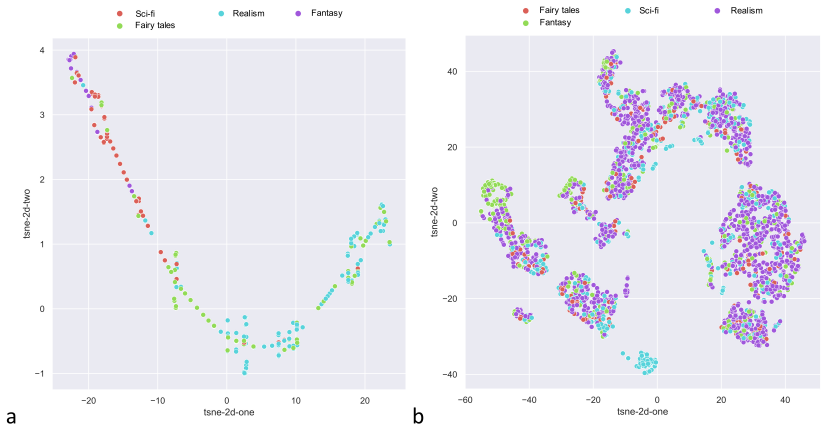 Sci-fi Realism Fantasy
Fairy tales
4
3
2
1
0
−1
tsne-2d-two
−20 −10 0 10 20
tsne-2d-one
a
Fairy tales Sci-fi Realism
Fantasy
40
20
0
−20
−40
tsne-2d-two
−60 −40 −20 0 20 40
tsne-2d-one
b